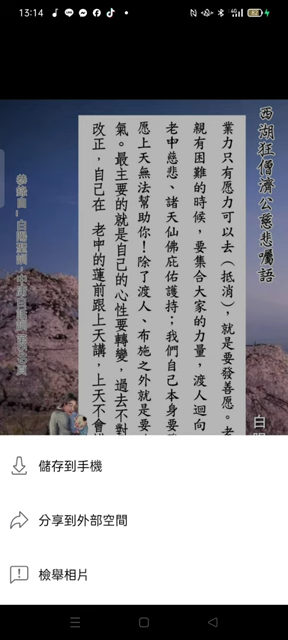 13:14
西湖狂僧濟公慈悲囑語
業力只有愿力可以去（抵消），就是要發善愿。老
親有困難的時候，要集合大家的力量，渡人迴向
老中慈悲、諸天仙佛庇佑護持；我們自己本身要
愿上天無法幫助你！除了渡人、布施之外就是要
氣。最主要的就是自己的心性要轉變，過去不對
改正，自己在 老中的蓮前跟上天講，上天不會
白陽
儲存到手機
分享到外部空間
檢舉相片